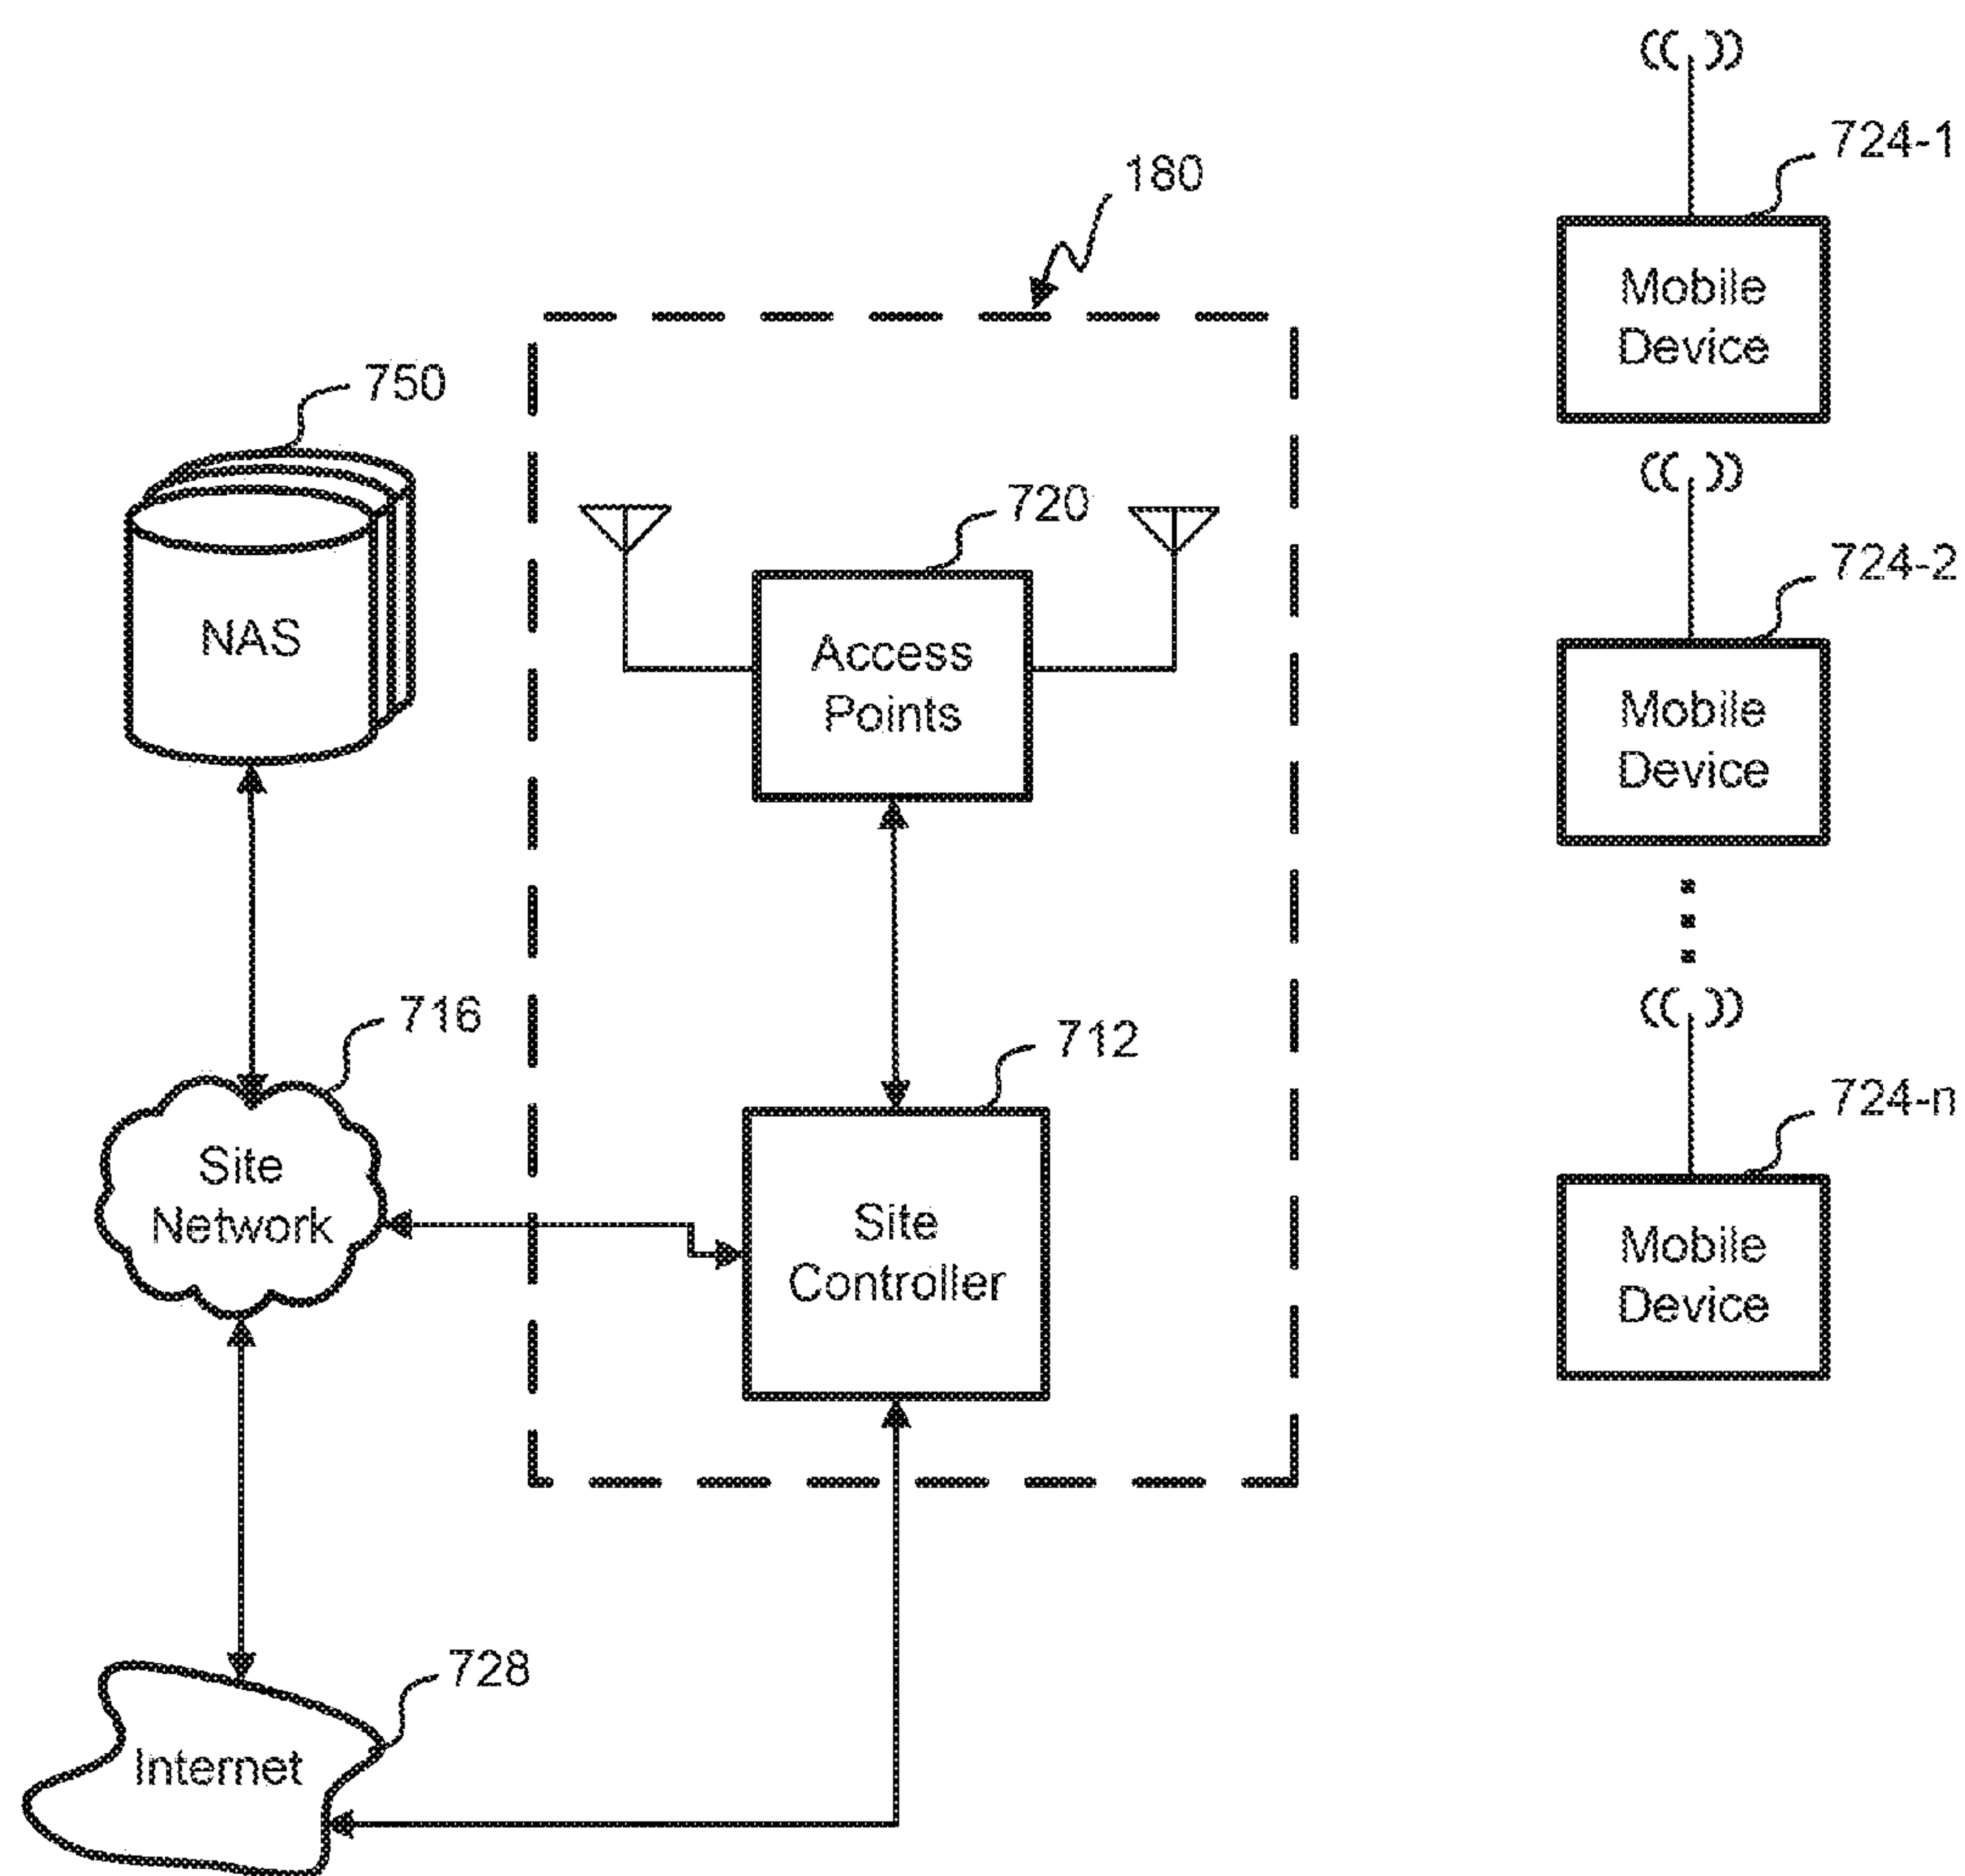 724-1
180
Mobile
Device
750
720
724-2
NAS
Access
Points
Mobile
Device
716
712
724-n
Site
Network
Site
Controller
Mobile
Device
728
Internet